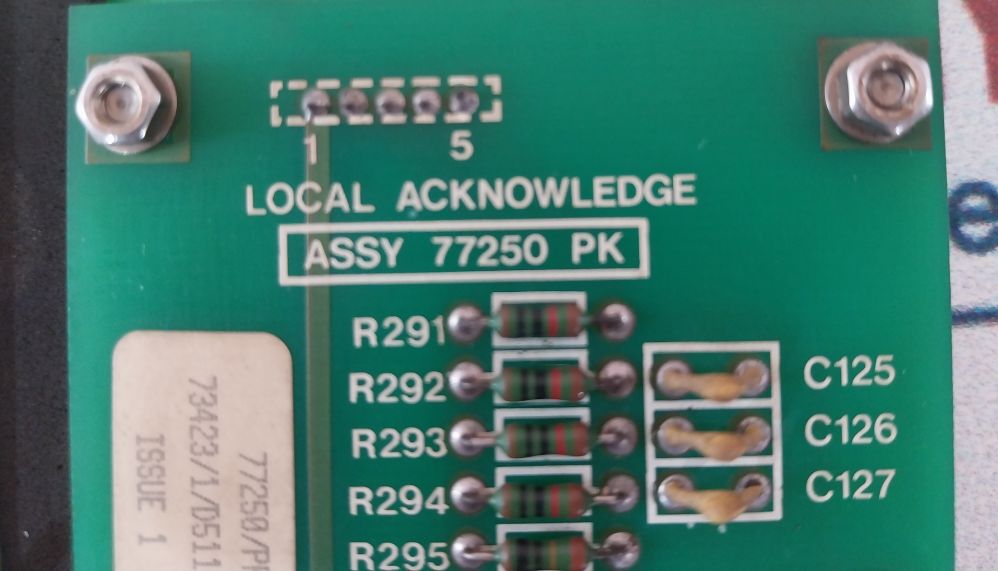 1 5
LOCAL ACKNOWLEDGE
ASSY 77250 PK
R291
R292
R293
R294
R295
C125
C126
C127
77250/P
73423/1/D511
ISSUE 1
e